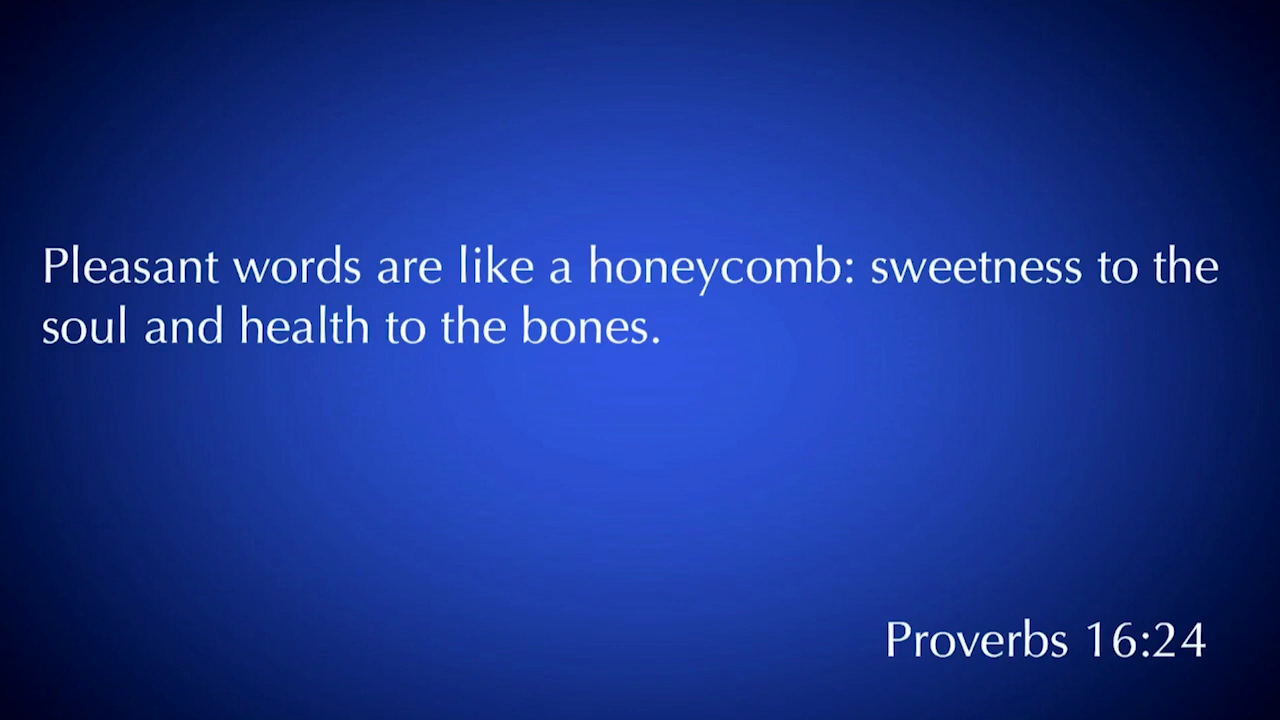 Pleasant words are like a honeycomb: sweetness to the
soul and health to the bones.
Proverbs 16:24